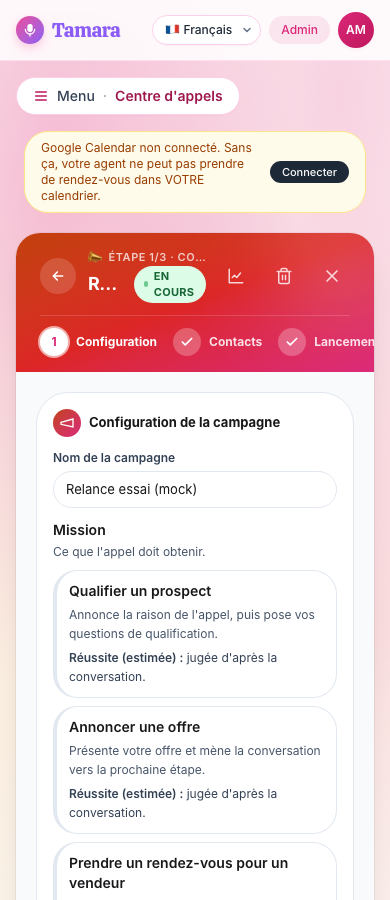 Tamara
Français
Admin
AM
Menu · Centre d'appels
Google Calendar non connecté. Sans
ça, votre agent ne peut pas prendre
de rendez-vous dans VOTRE
calendrier.
Connecter
ÉTAPE 1/3 · CO...
R...
EN
COURS
1 Configuration
Contacts
Lancemen
Configuration de la campagne
Nom de la campagne
Relance essai (mock)
Mission
Ce que l'appel doit obtenir.
Qualifier un prospect
Annonce la raison de l'appel, puis pose vos
questions de qualification.
Réussite (estimée) : jugée d'après la
conversation.
Annoncer une offre
Présente votre offre et mène la conversation
vers la prochaine étape.
Réussite (estimée) : jugée d'après la
conversation.
Prendre un rendez-vous pour un
vendeur